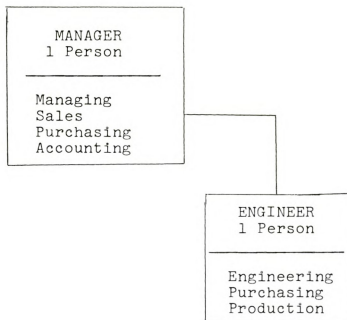 MANAGER
1 Person
Managing
Sales
Purchasing
Accounting
ENGINEER
1 Person
Engineering
Purchasing
Production